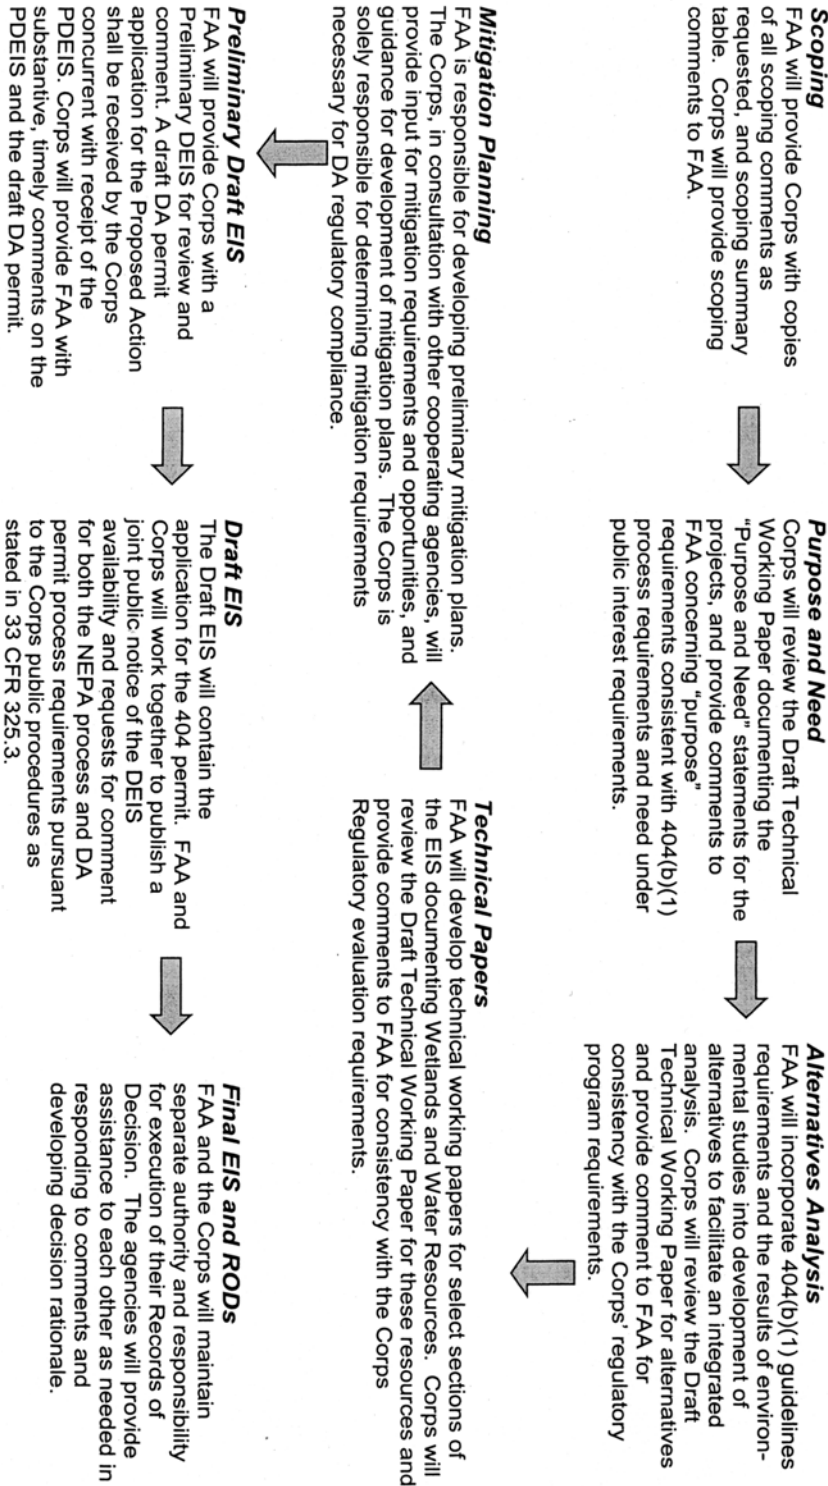 Scoping
FAA will provide Corps with copies
of all scoping comments as
requested, and scoping summary
table. Corps will provide scoping
comments to FAA.
Purpose and Need
Corps will review the Draft Technical
Working Paper documenting the
"Purpose and Need" statements for the
projects, and provide comments to
FAA concerning "purpose"
requirements consistent with 404(b)(1)
process requirements and need under
public interest requirements.
Alternatives Analysis
FAA will incorporate 404(b)(1) guidelines
requirements and the results of environ-
mental studies into development of
alternatives to facilitate an integrated
analysis. Corps will review the Draft
Technical Working Paper for alternatives
and provide comment to FAA for
consistency with the Corps' regulatory
program requirements.
Technical Papers
FAA will develop technical working papers for select sections of
the EIS documenting Wetlands and Water Resources. Corps will
review the Draft Technical Working Paper for these resources and
provide comments to FAA for consistency with the Corps
Regulatory evaluation requirements.
Mitigation Planning
FAA is responsible for developing preliminary mitigation plans.
The Corps, in consultation with other cooperating agencies, will
provide input for mitigation requirements and opportunities, and
guidance for development of mitigation plans. The Corps is
solely responsible for determining mitigation requirements
necessary for DA regulatory compliance.
Preliminary Draft EIS
FAA will provide Corps with a
Preliminary DEIS for review and
comment. A draft DA permit
application for the Proposed Action
shall be received by the Corps
concurrent with receipt of the
PDEIS. Corps will provide FAA with
substantive, timely comments on the
PDEIS and the draft DA permit.
Draft EIS
The Draft EIS will contain the
application for the 404 permit. FAA and
Corps will work together to publish a
joint public notice of the DEIS
availability and requests for comment
for both the NEPA process and DA
permit process requirements pursuant
to the Corps public procedures as
stated in 33 CFR 325.3.
Final EIS and RODs
FAA and the Corps will maintain
separate authority and responsibility
for execution of their Records of
Decision. The agencies will provide
assistance to each other as needed in
responding to comments and
developing decision rationale.